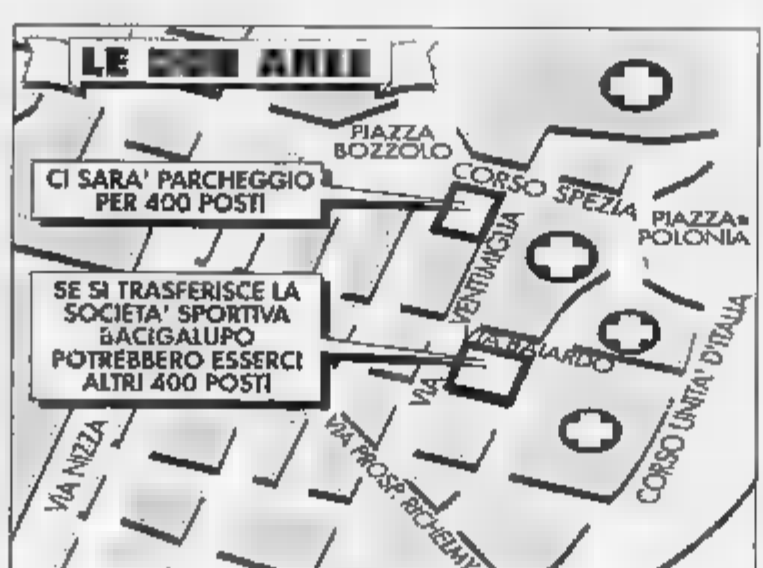 LE
PIAZZA
BOZZOLO
CI SARA' PARCHEGGIO
PER 400 POSTI
CORSO SPEZIA
PIAZZA
POLONIA
SE SI TRASFERISCE LA
SOCIETA' SPORTIVA
BACIGALUPO
POTREBBERO ESSERCI
ALTRI 400 POSTI
VIA VENTIMIGLIA
VIA BAIARDO
CORSO UNITA' D'ITALIA
VIA NIZZA
VIA PROSP. RICHELMY